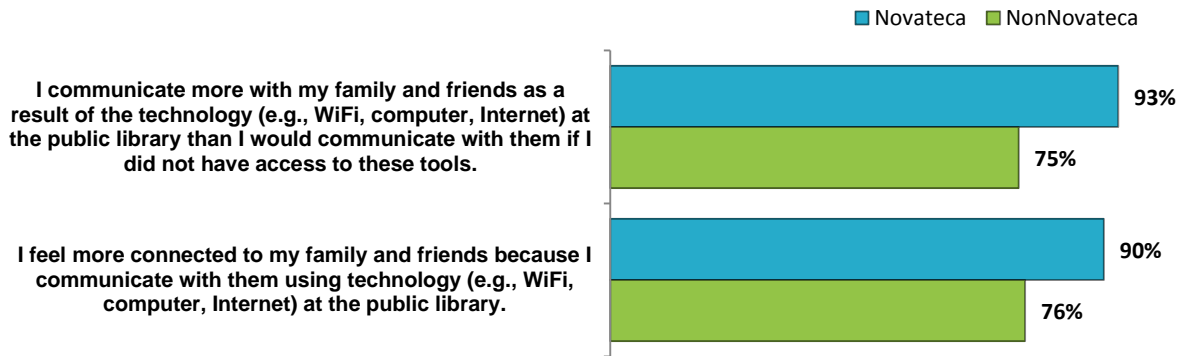 Novateca NonNovateca
I communicate more with my family and friends as a
result of the technology (e.g., WiFi, computer, Internet) at
the public library than I would communicate with them if I
did not have access to these tools.
93%
75%
I feel more connected to my family and friends because I
communicate with them using technology (e.g., WiFi,
computer, Internet) at the public library.
90%
76%